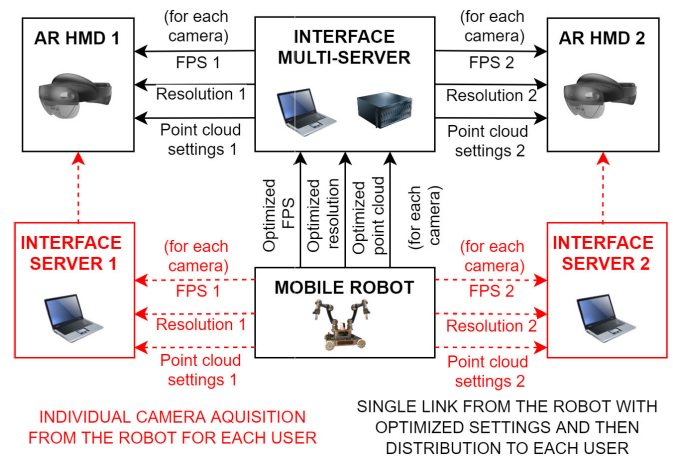 AR HMD 1
(for each
camera)
FPS 1
Resolution 1
Point cloud
settings 1
INTERFACE
MULTI-SERVER
(for each
camera)
FPS 2
Resolution 2
Point cloud
settings 2
AR HMD 2
Optimized
FPS
Optimized
resolution
Optimized
point cloud
(for each
camera)
INTERFACE
SERVER 1
(for each
camera)
FPS 1
Resolution 1
Point cloud
settings 1
MOBILE ROBOT
(for each
camera)
FPS 2
Resolution 2
Point cloud
settings 2
INTERFACE
SERVER 2
INDIVIDUAL CAMERA AQUISITION
FROM THE ROBOT FOR EACH USER
SINGLE LINK FROM THE ROBOT WITH
OPTIMIZED SETTINGS AND THEN
DISTRIBUTION TO EACH USER